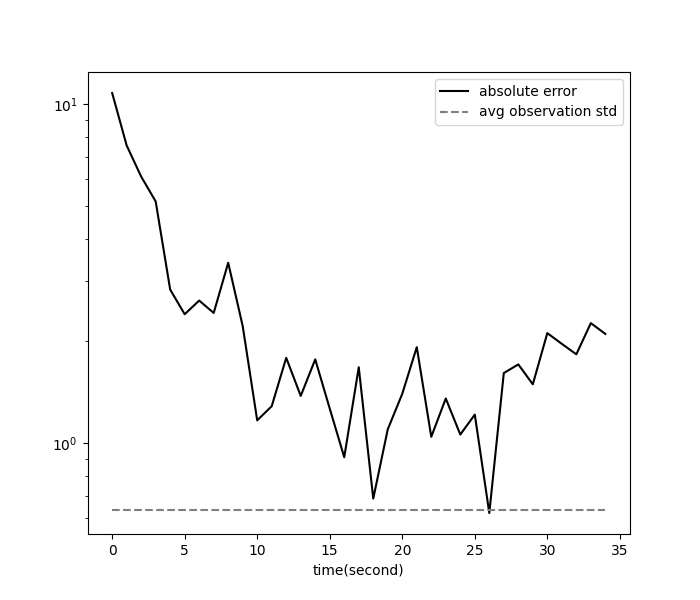 absolute error
avg observation std
10¹
10⁰
0 5 10 15 20 25 30 35
time(second)